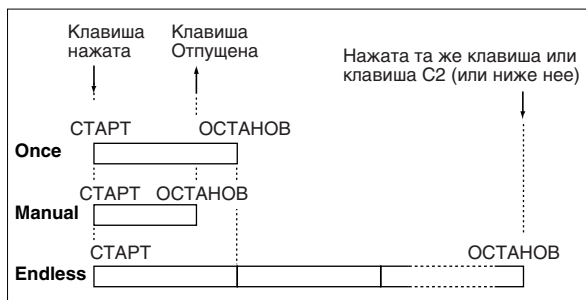 Клавиша
нажата
Клавиша
Отпущена
Нажата та же клавиша или
клавиша C2 (или ниже нее)
СТАРТ ОСТАНОВ
Once
СТАРТ ОСТАНОВ
Manual
СТАРТ ОСТАНОВ
Endless